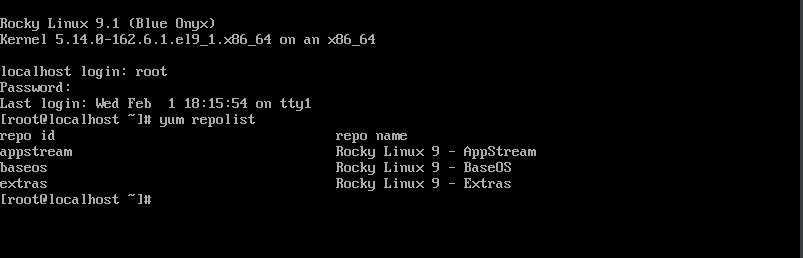 Rocky Linux 9.1 (Blue Onyx)
Kernel 5.14.0-162.6.1.el9_1.x86_64 on an x86_64
localhost login: root
Password:
Last login: Wed Feb  1 18:15:54 on tty1
[root@localhost ~]# yum repolist
repo id                                   repo name
appstream                                 Rocky Linux 9 - AppStream
baseos                                    Rocky Linux 9 - BaseOS
extras                                    Rocky Linux 9 - Extras
[root@localhost ~]#